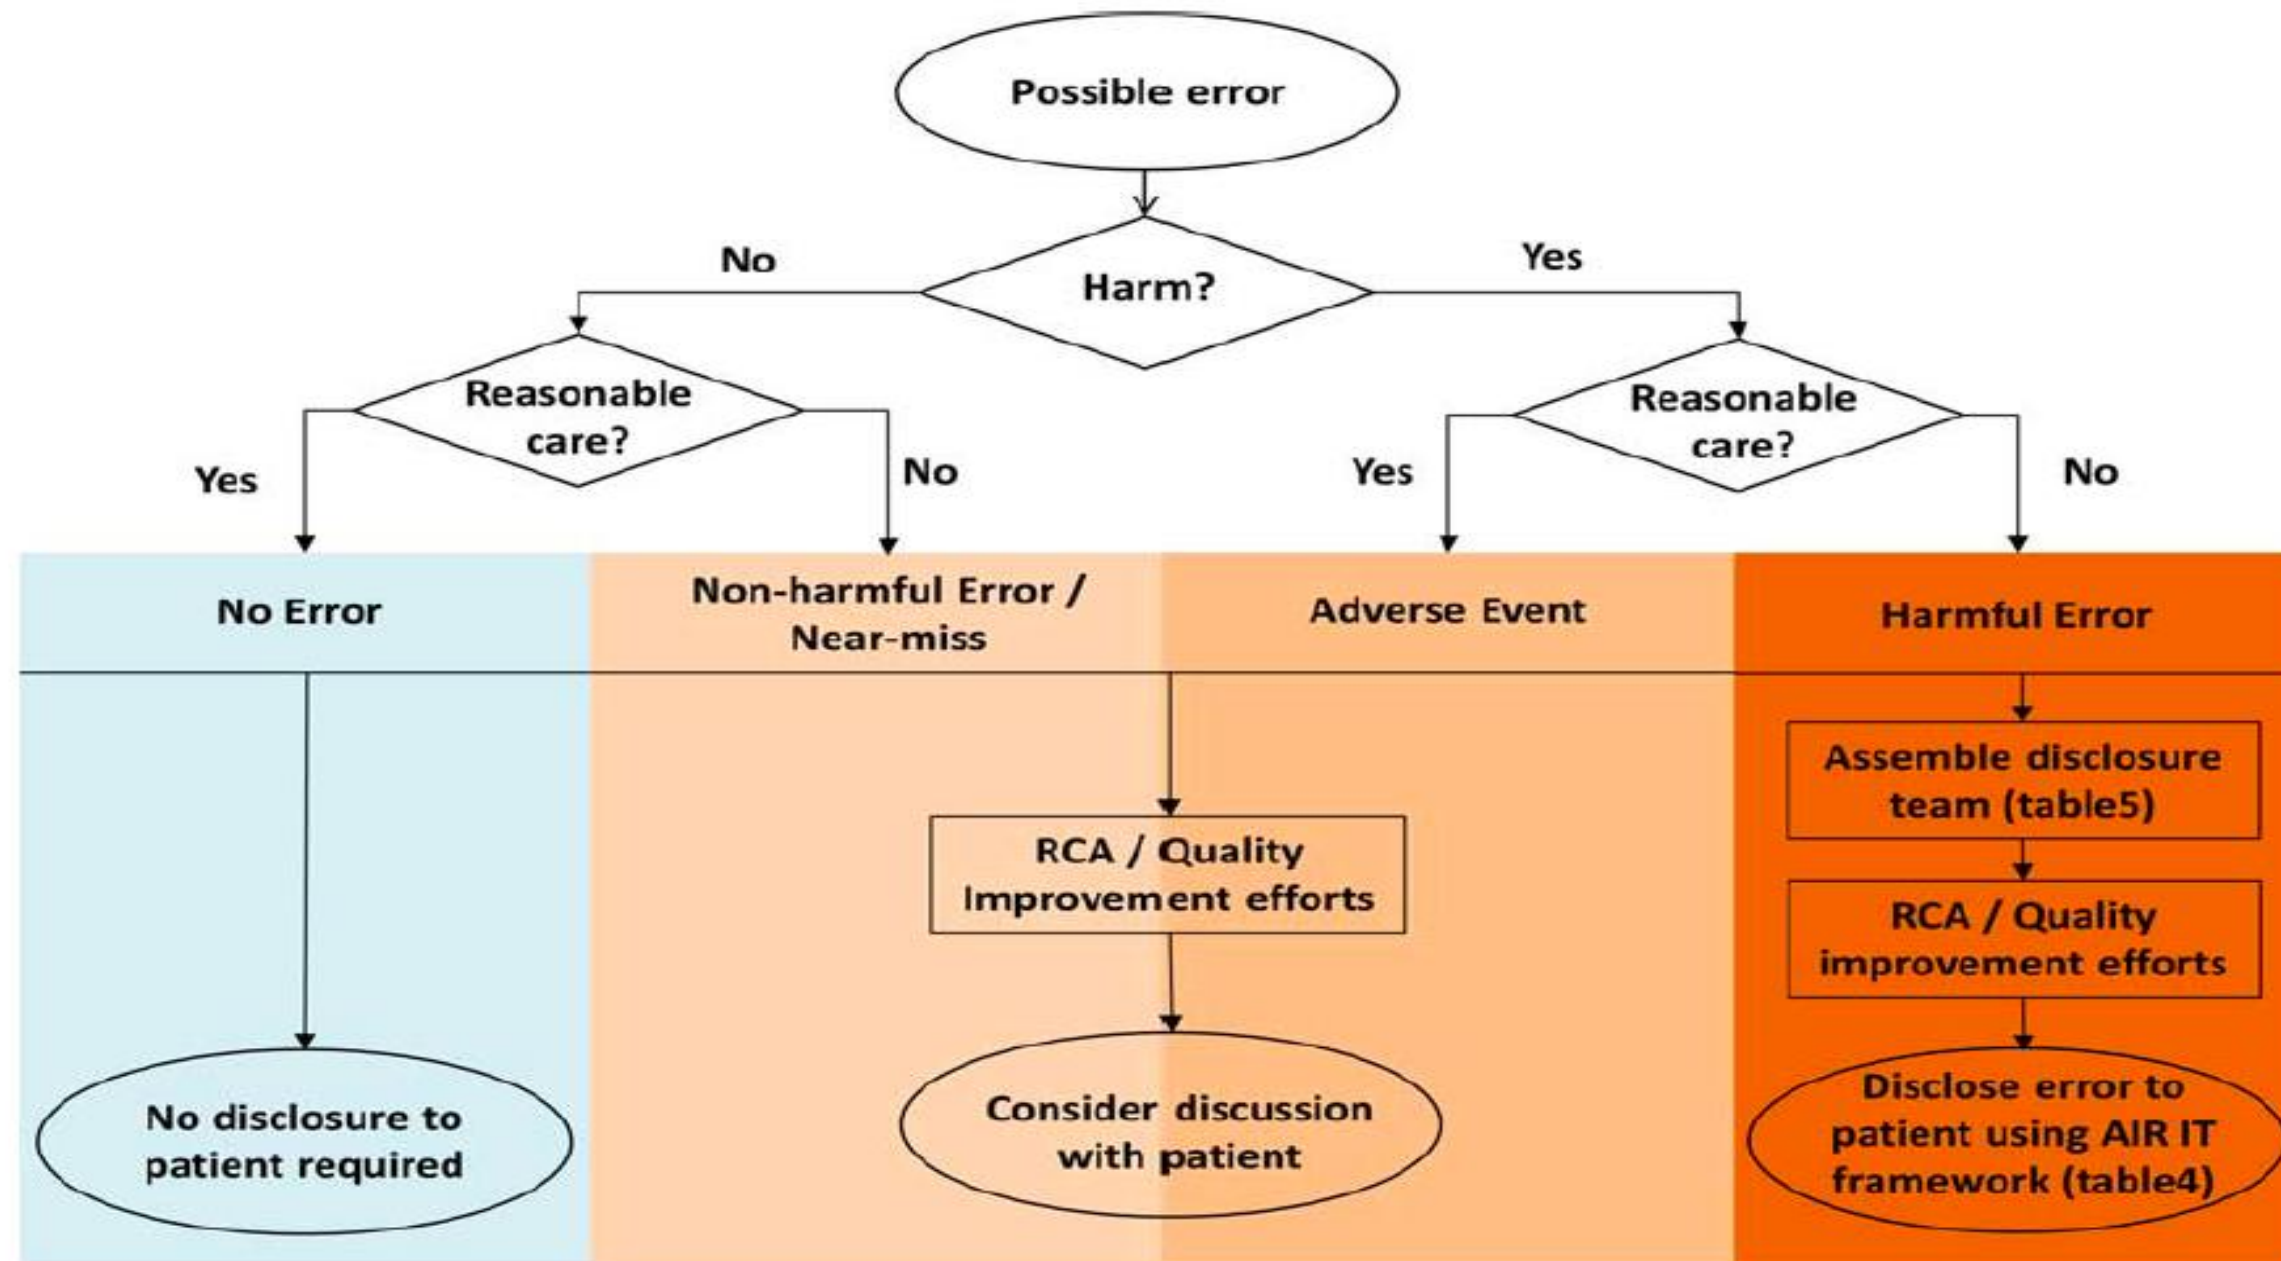 Possible error
No
Yes
Harm?
Reasonable
care?
Reasonable
care?
Yes
No
Yes
No
No Error
Non-harmful Error /
Near-miss
Adverse Event
Harmful Error
Assemble disclosure
team (table5)
RCA / Quality
Improvement efforts
RCA / Quality
improvement efforts
No disclosure to
patient required
Consider discussion
with patient
Disclose error to
patient using AIR IT
framework (table4)